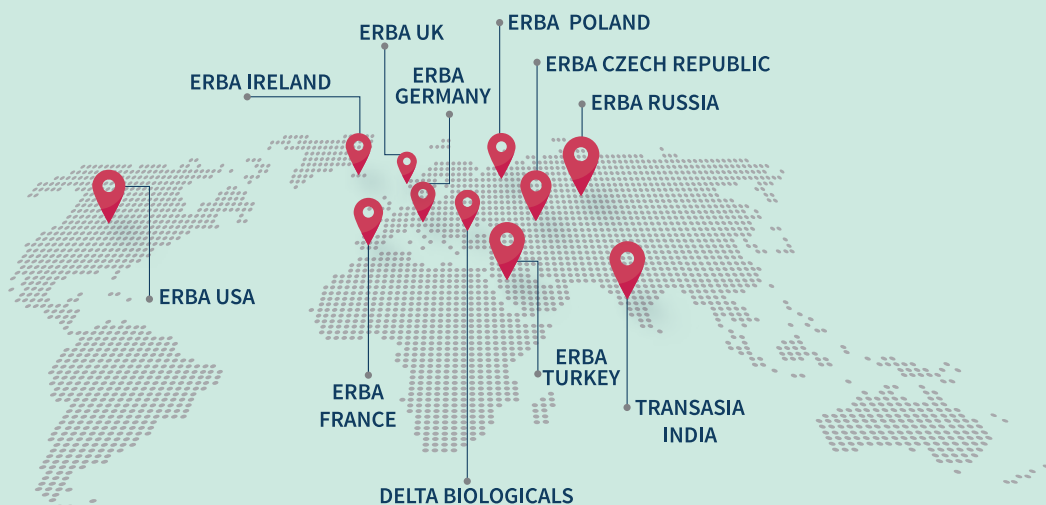 ERBA POLAND
ERBA UK
ERBA CZECH REPUBLIC
ERBA IRELAND
ERBA
GERMANY
ERBA RUSSIA
ERBA USA
ERBA
TURKEY
ERBA
FRANCE
TRANSASIA
INDIA
DELTA BIOLOGICALS